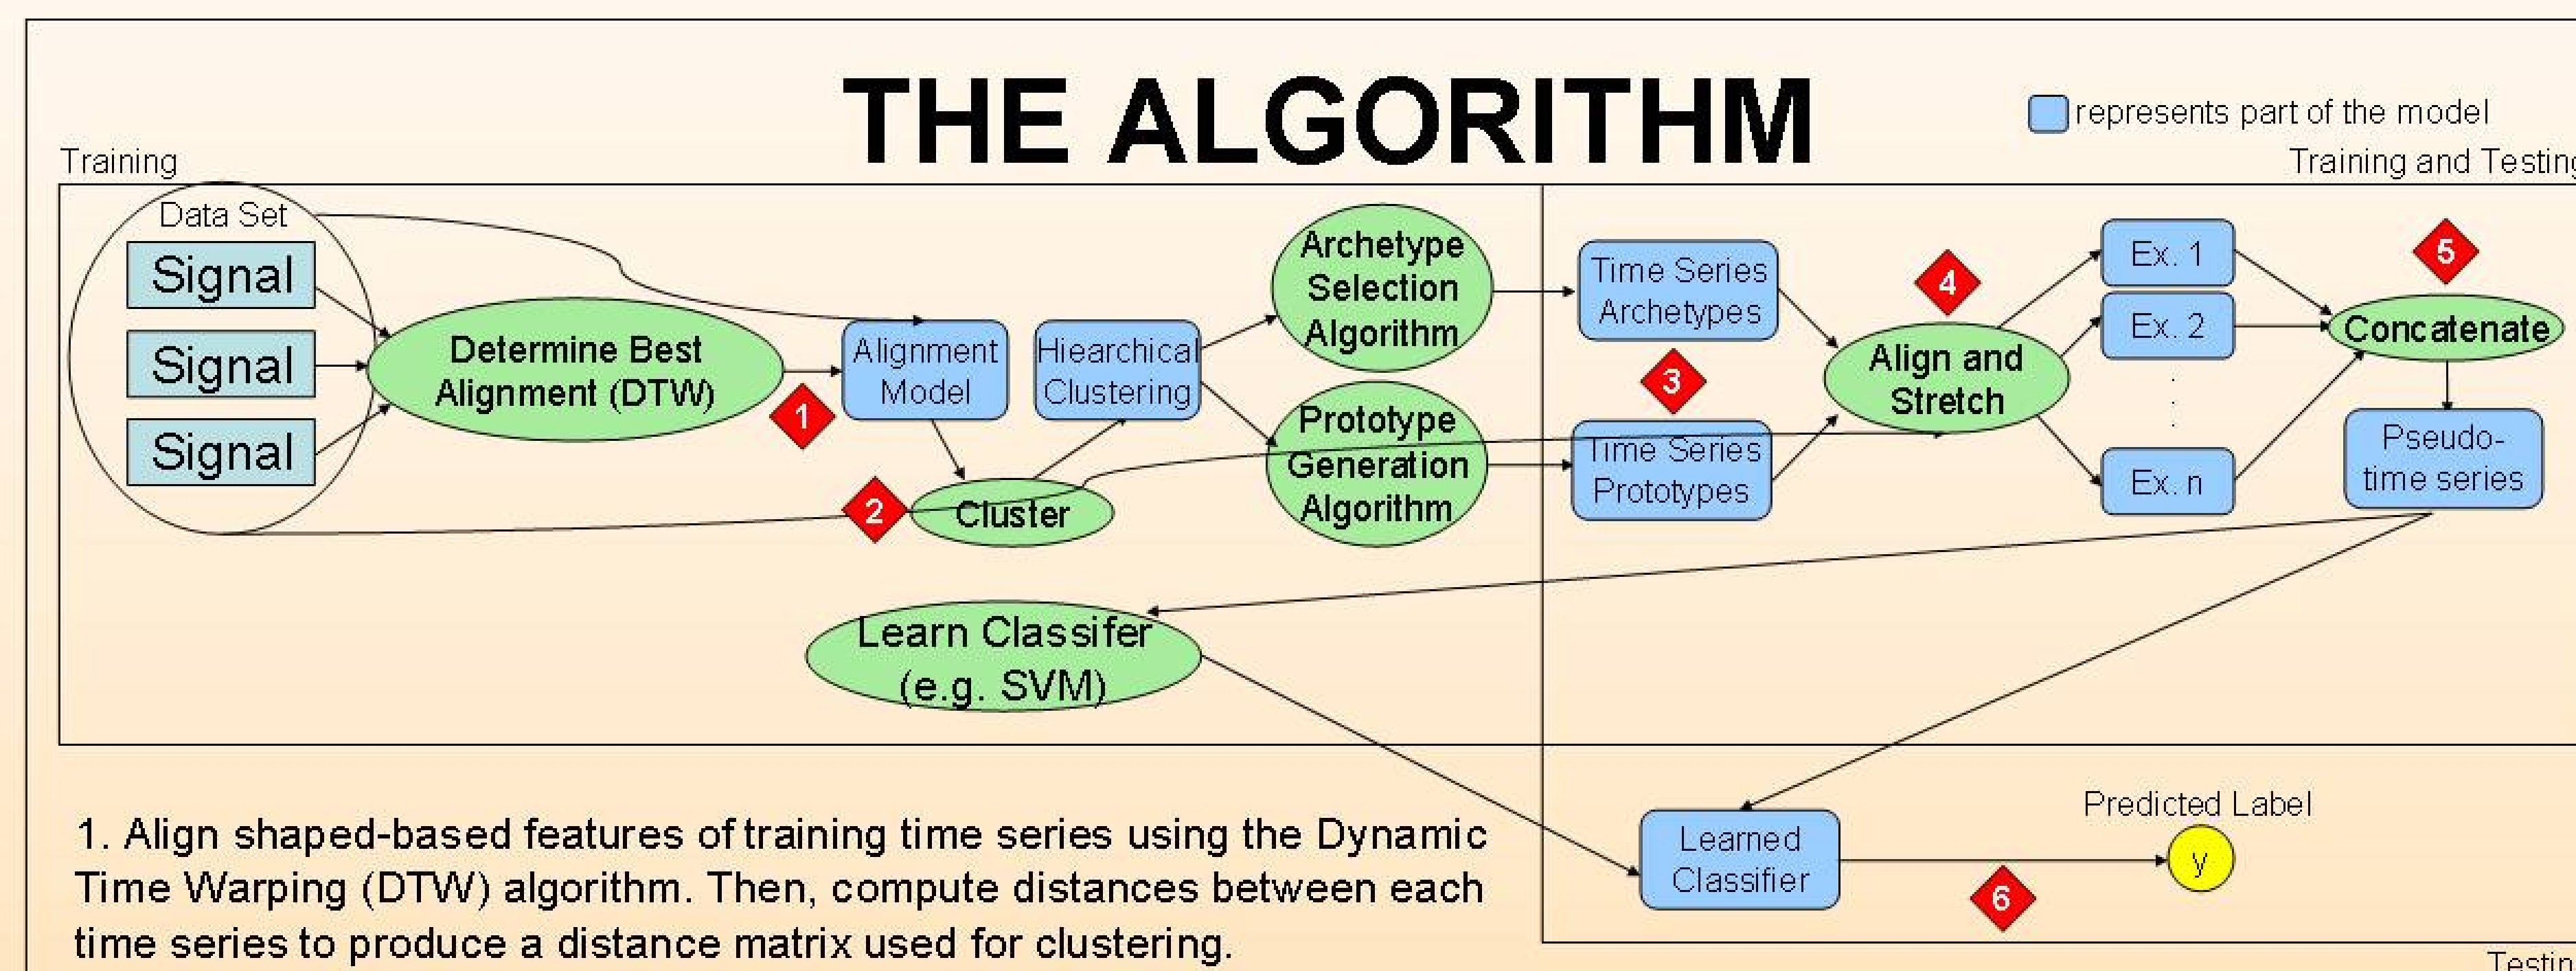 THE ALGORITHM
represents part of the model
Training
Training and Testing
Data Set
Signal
Signal
Signal
Determine Best
Alignment (DTW)
1
Alignment
Model
2
Cluster
Hiearchical
Clustering
Archetype
Selection
Algorithm
Prototype
Generation
Algorithm
Time Series
Archetypes
3
Time Series
Prototypes
4
Align and
Stretch
Ex. 1
Ex. 2
.
.
.
Ex. n
5
Concatenate
Pseudo-
time series
Learn Classifer
(e.g. SVM)
Learned
Classifier
6
Predicted Label
y
1. Align shaped-based features of training time series using the Dynamic
Time Warping (DTW) algorithm. Then, compute distances between each
time series to produce a distance matrix used for clustering.
Testin